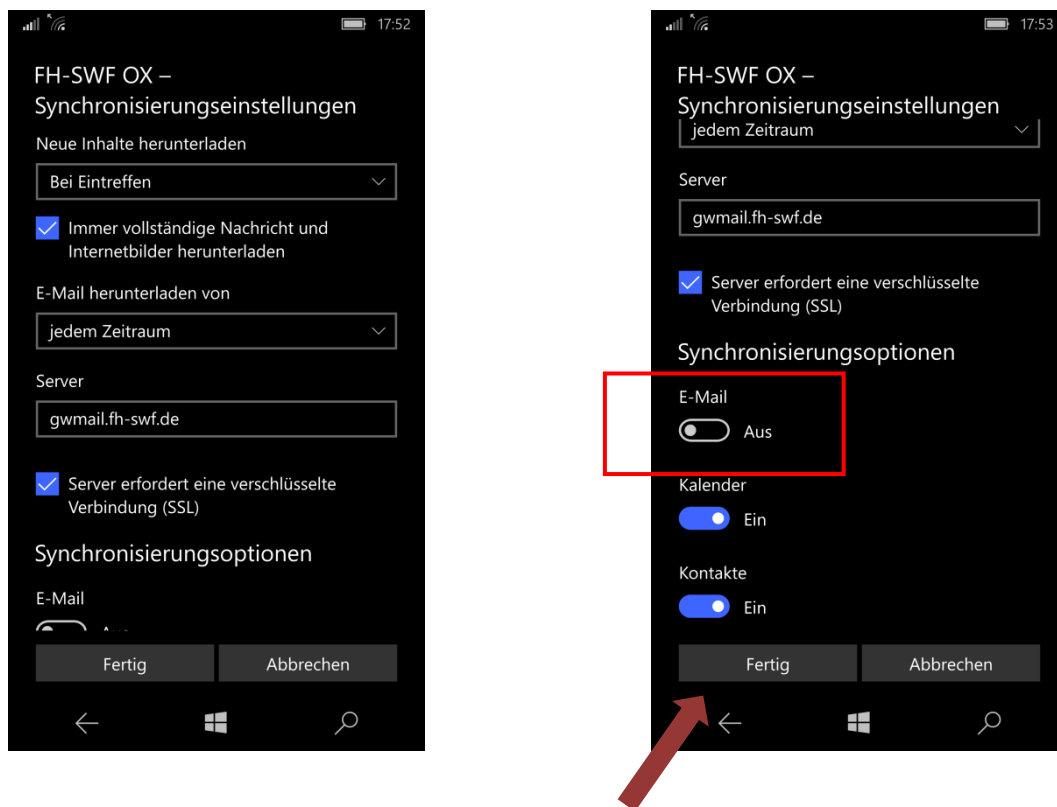 17:52
FH-SWF OX –
Synchronisierungseinstellungen
Neue Inhalte herunterladen
Bei Eintreffen
Immer vollständige Nachricht und
Internetbilder herunterladen
E-Mail herunterladen von
jedem Zeitraum
Server
gwmail.fh-swf.de
Server erfordert eine verschlüsselte
Verbindung (SSL)
Synchronisierungsoptionen
E-Mail
Fertig
Abbrechen
17:53
FH-SWF OX –
Synchronisierungseinstellungen
jedem Zeitraum
Server
gwmail.fh-swf.de
Server erfordert eine verschlüsselte
Verbindung (SSL)
Synchronisierungsoptionen
E-Mail
Aus
Kalender
Ein
Kontakte
Ein
Fertig
Abbrechen